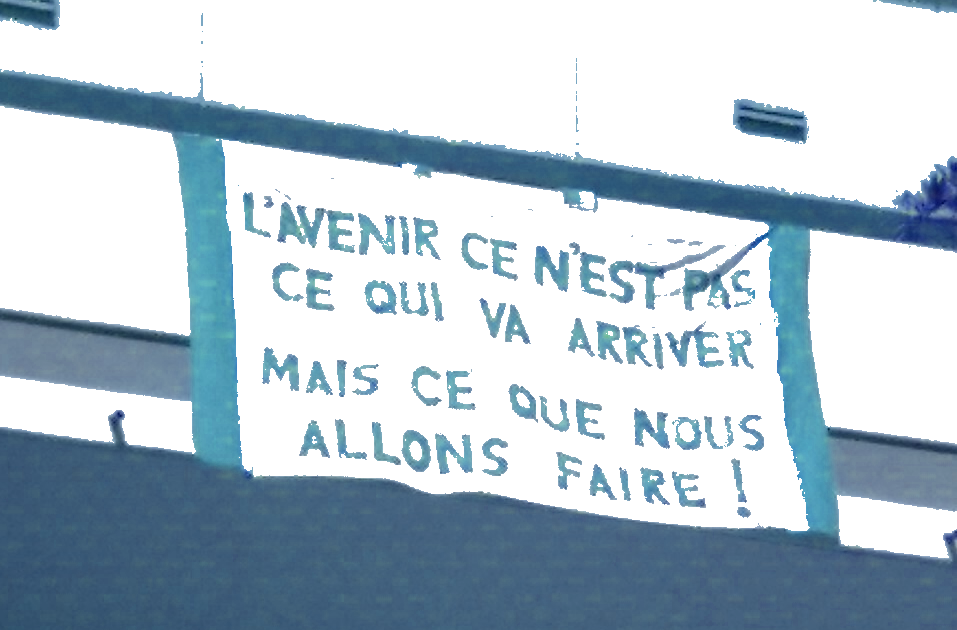 L'AVENIR CE N'EST PAS
CE QUI VA ARRIVER
MAIS CE QUE NOUS
ALLONS FAIRE !